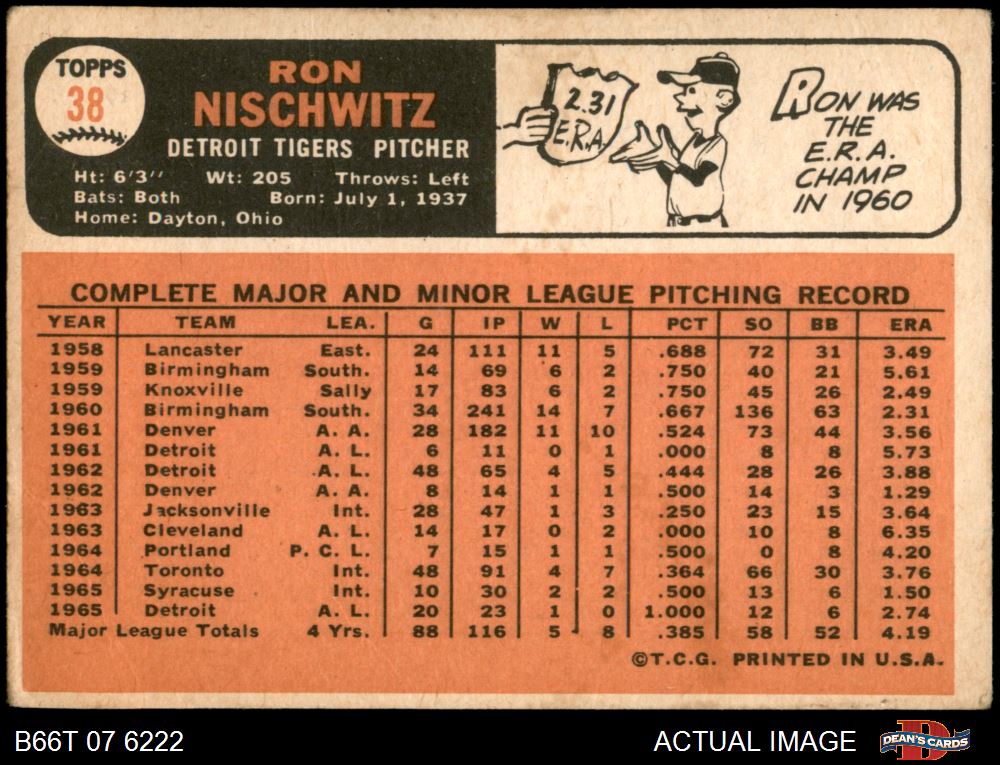 TOPPS
38
RON
NISCHWITZ
DETROIT TIGERS PITCHER
Ht: 6'3" Wt: 205 Throws: Left
Bats: Both Born: July 1, 1937
Home: Dayton, Ohio
2.31
E.R.A.
RON WAS
THE
E.R.A.
CHAMP
IN 1960
COMPLETE MAJOR AND MINOR LEAGUE PITCHING RECORD
YEAR TEAM LEA. G IP W L PCT SO BB ERA
1958 Lancaster East. 24 111 11 5 .688 72 31 3.49
1959 Birmingham South. 14 69 6 2 .750 40 21 5.61
1959 Knoxville Sally 17 83 6 2 .750 45 26 2.49
1960 Birmingham South. 34 241 14 7 .667 136 63 2.31
1961 Denver A. A. 28 182 11 10 .524 73 44 3.56
1961 Detroit A. L. 6 11 0 1 .000 8 8 5.73
1962 Detroit A. L. 48 65 4 5 .444 28 26 3.88
1962 Denver A. A. 8 14 1 1 .500 14 3 1.29
1963 Jacksonville Int. 28 47 1 3 .250 23 15 3.64
1963 Cleveland A. L. 14 17 0 2 .000 10 8 6.35
1964 Portland P. C. L. 7 15 1 1 .500 0 8 4.20
1964 Toronto Int. 48 91 4 7 .364 66 30 3.76
1965 Syracuse Int. 10 30 2 2 .500 13 6 1.50
1965 Detroit A. L. 20 23 1 0 1.000 12 6 2.74
Major League Totals 4 Yrs. 88 116 5 8 .385 58 52 4.19
©T.C.G. PRINTED IN U.S.A.
B66T 07 6222
ACTUAL IMAGE
DEAN'S CARDS